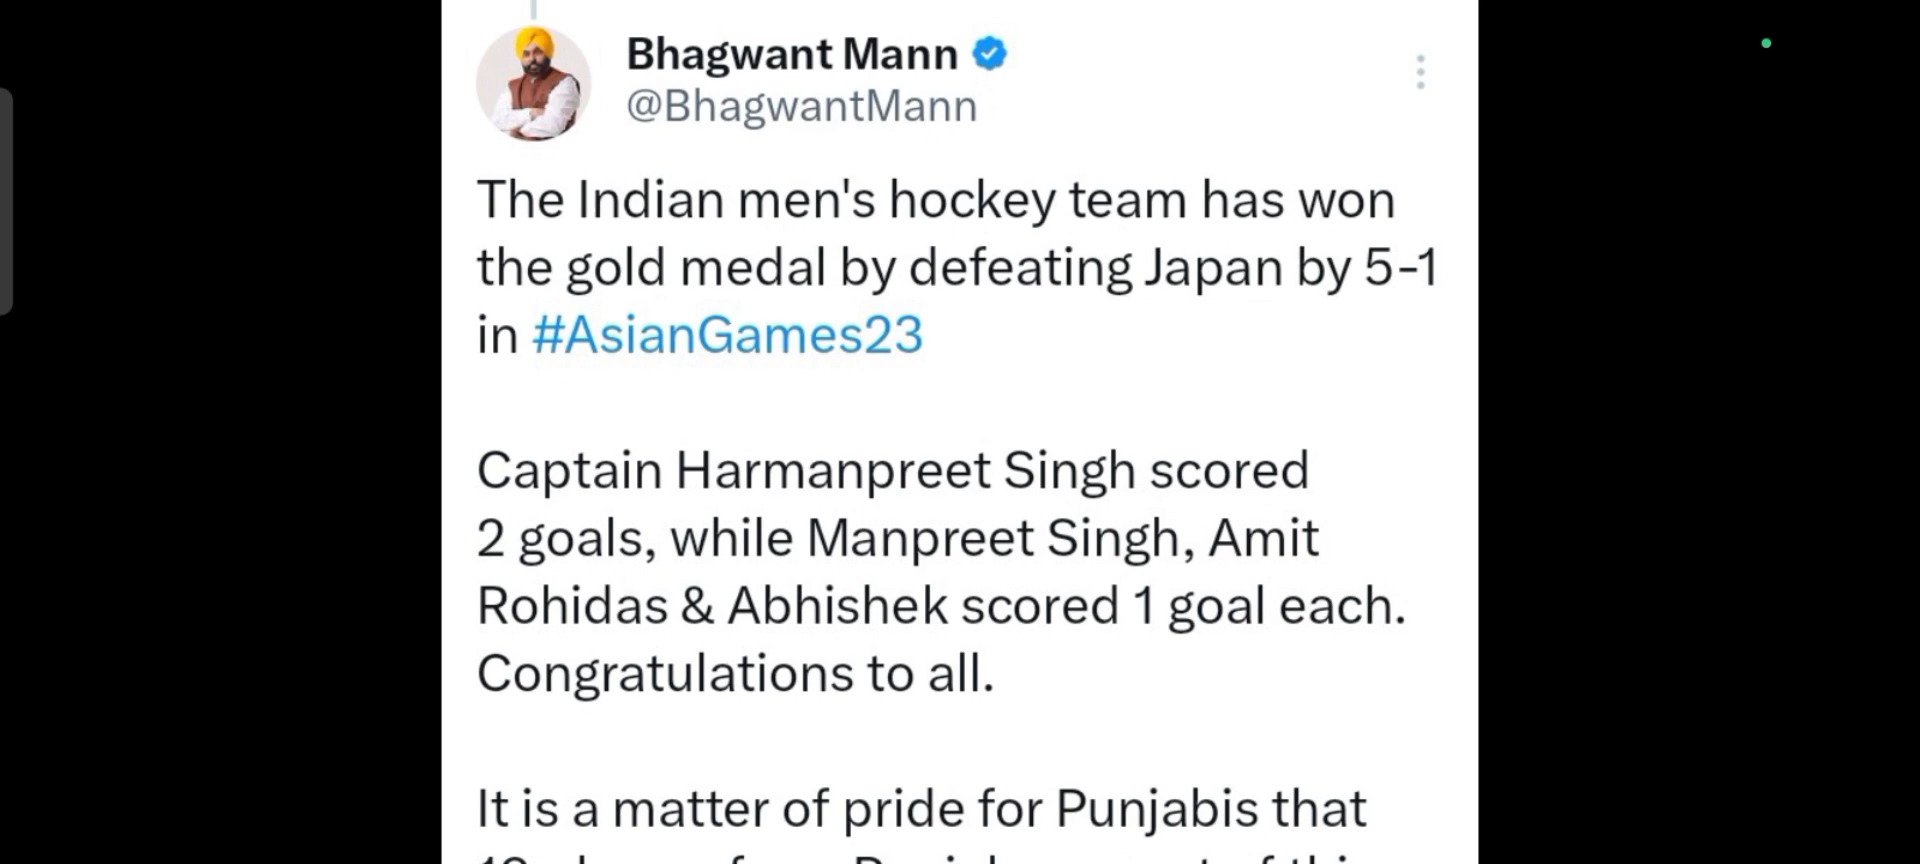 Bhagwant Mann
@BhagwantMann
The Indian men's hockey team has won
the gold medal by defeating Japan by 5-1
in #AsianGames23
Captain Harmanpreet Singh scored
2 goals, while Manpreet Singh, Amit
Rohidas & Abhishek scored 1 goal each.
Congratulations to all.
It is a matter of pride for Punjabis that